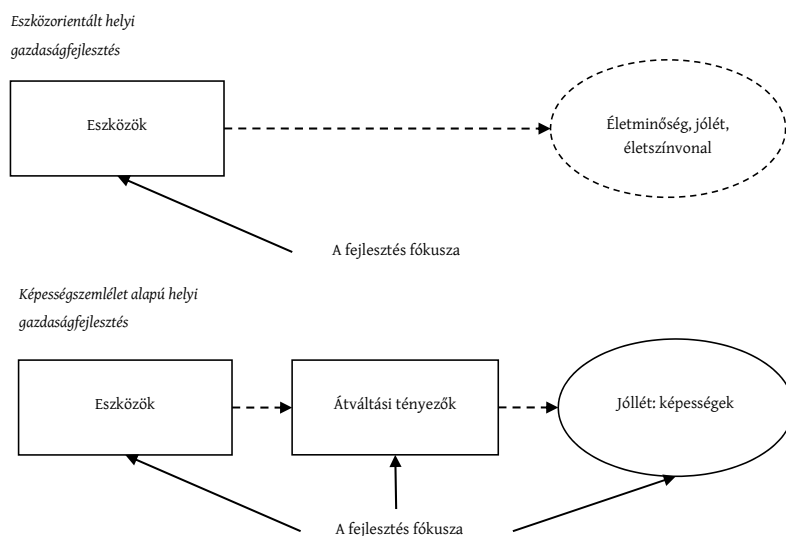 Eszközorientált helyi
gazdaságfejlesztés
Eszközök
Életminőség, jólét,
életszínvonal
A fejlesztés fókusza
Képességszemlélet alapú helyi
gazdaságfejlesztés
Eszközök
Átváltási tényezők
Jóllét: képességek
A fejlesztés fókusza